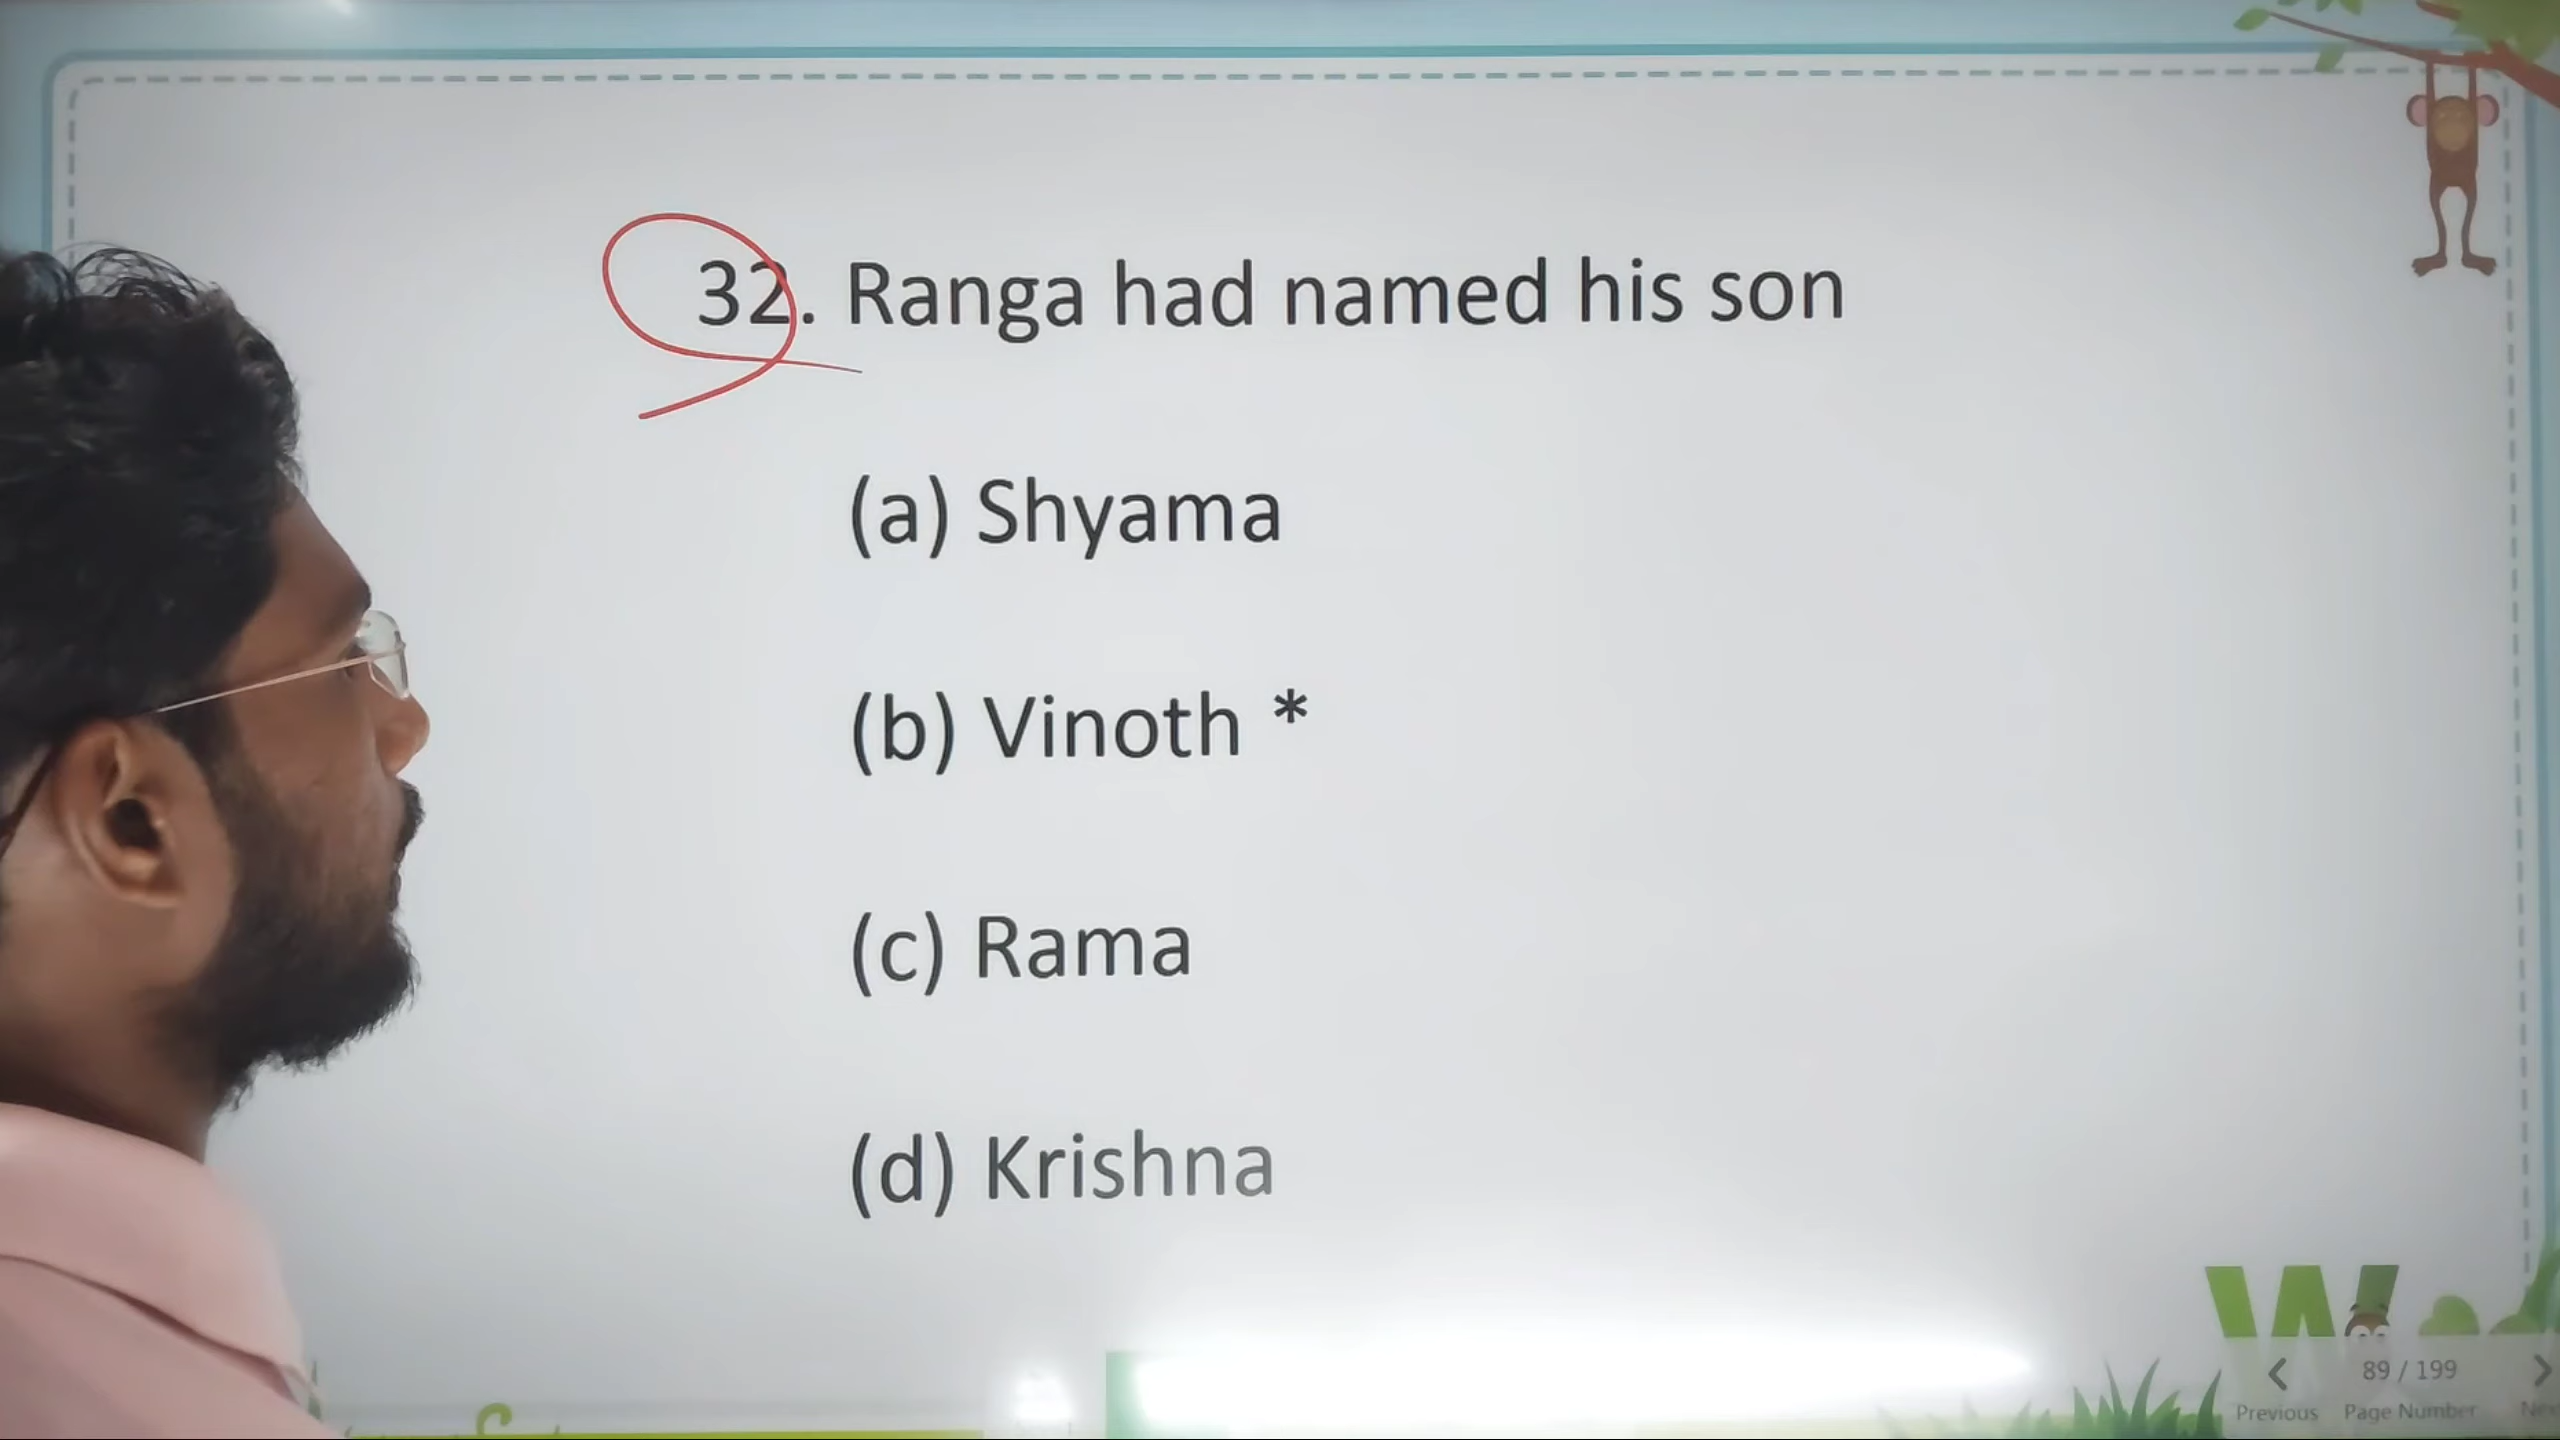 32. Ranga had named his son
(a) Shyama
(b) Vinoth *
(c) Rama
(d) Krishna
W
89 / 199
Previous Page Number